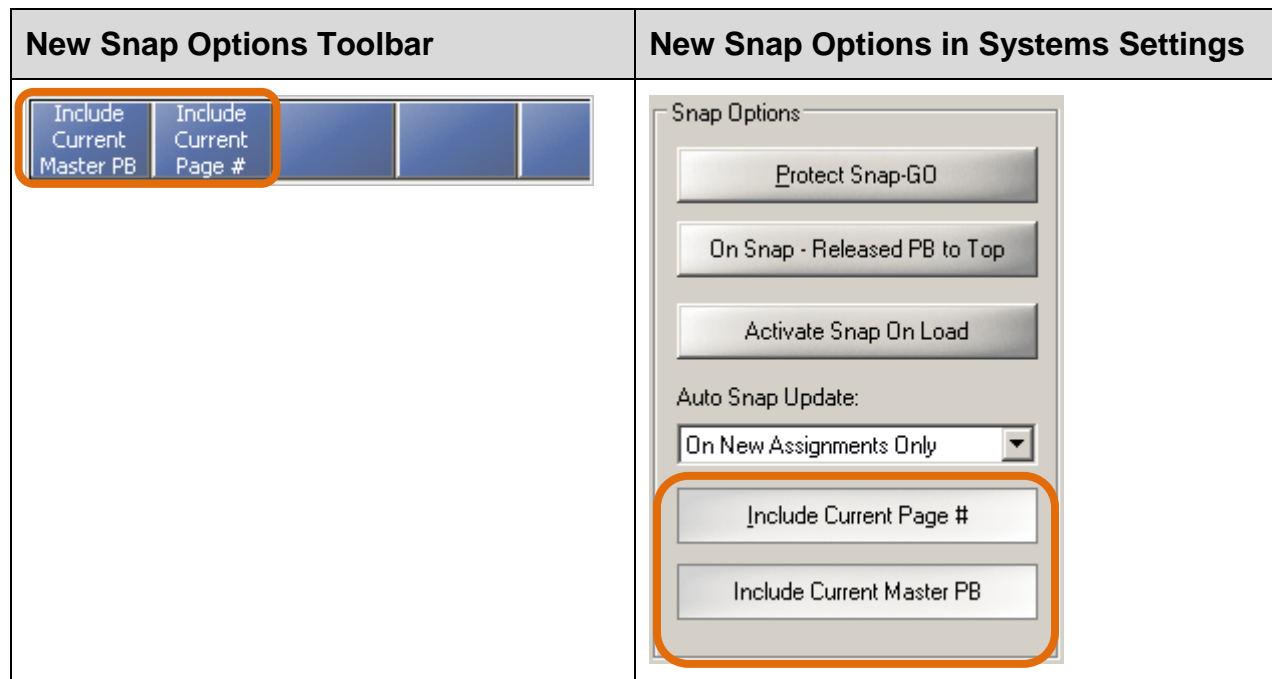 New Snap Options Toolbar
New Snap Options in Systems Settings
Include
Current
Master PB
Include
Current
Page #
Snap Options
Protect Snap-GO
On Snap - Released PB to Top
Activate Snap On Load
Auto Snap Update:
On New Assignments Only
Include Current Page #
Include Current Master PB